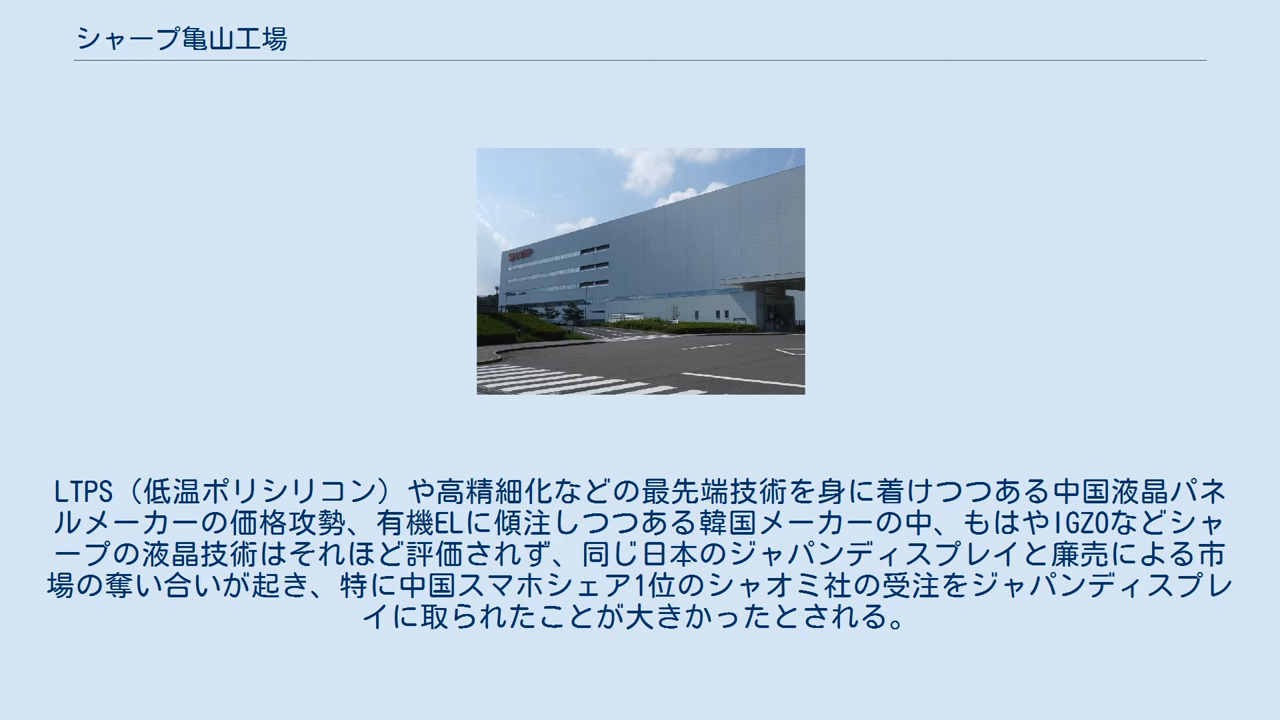 シャープ亀山工場
SHARP
LTPS（低温ポリシリコン）や高精細化などの最先端技術を身に着けつつある中国液晶パネ
ルメーカーの価格攻勢、有機ELに傾注しつつある韓国メーカーの中、もはやIGZOなどシャ
ープの液晶技術はそれほど評価されず、同じ日本のジャパンディスプレイと廉売による市
場の奪い合いが起き、特に中国スマホシェア1位のシャオミ社の受注をジャパンディスプレ
イに取られたことが大きかったとされる。